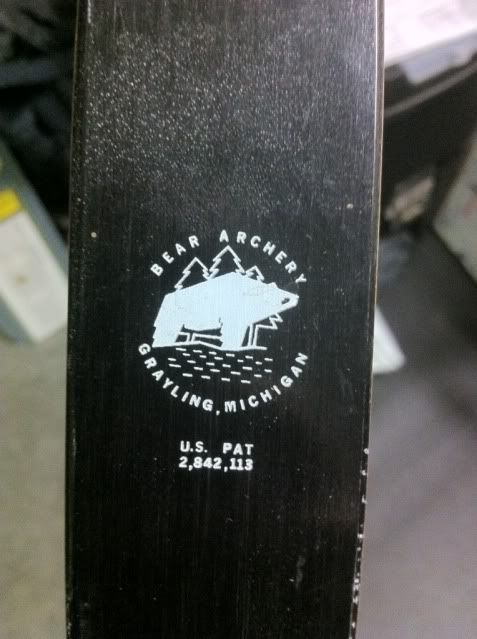 BEAR ARCHERY
GRAYLING, MICHIGAN
U.S. PAT
2,842,113